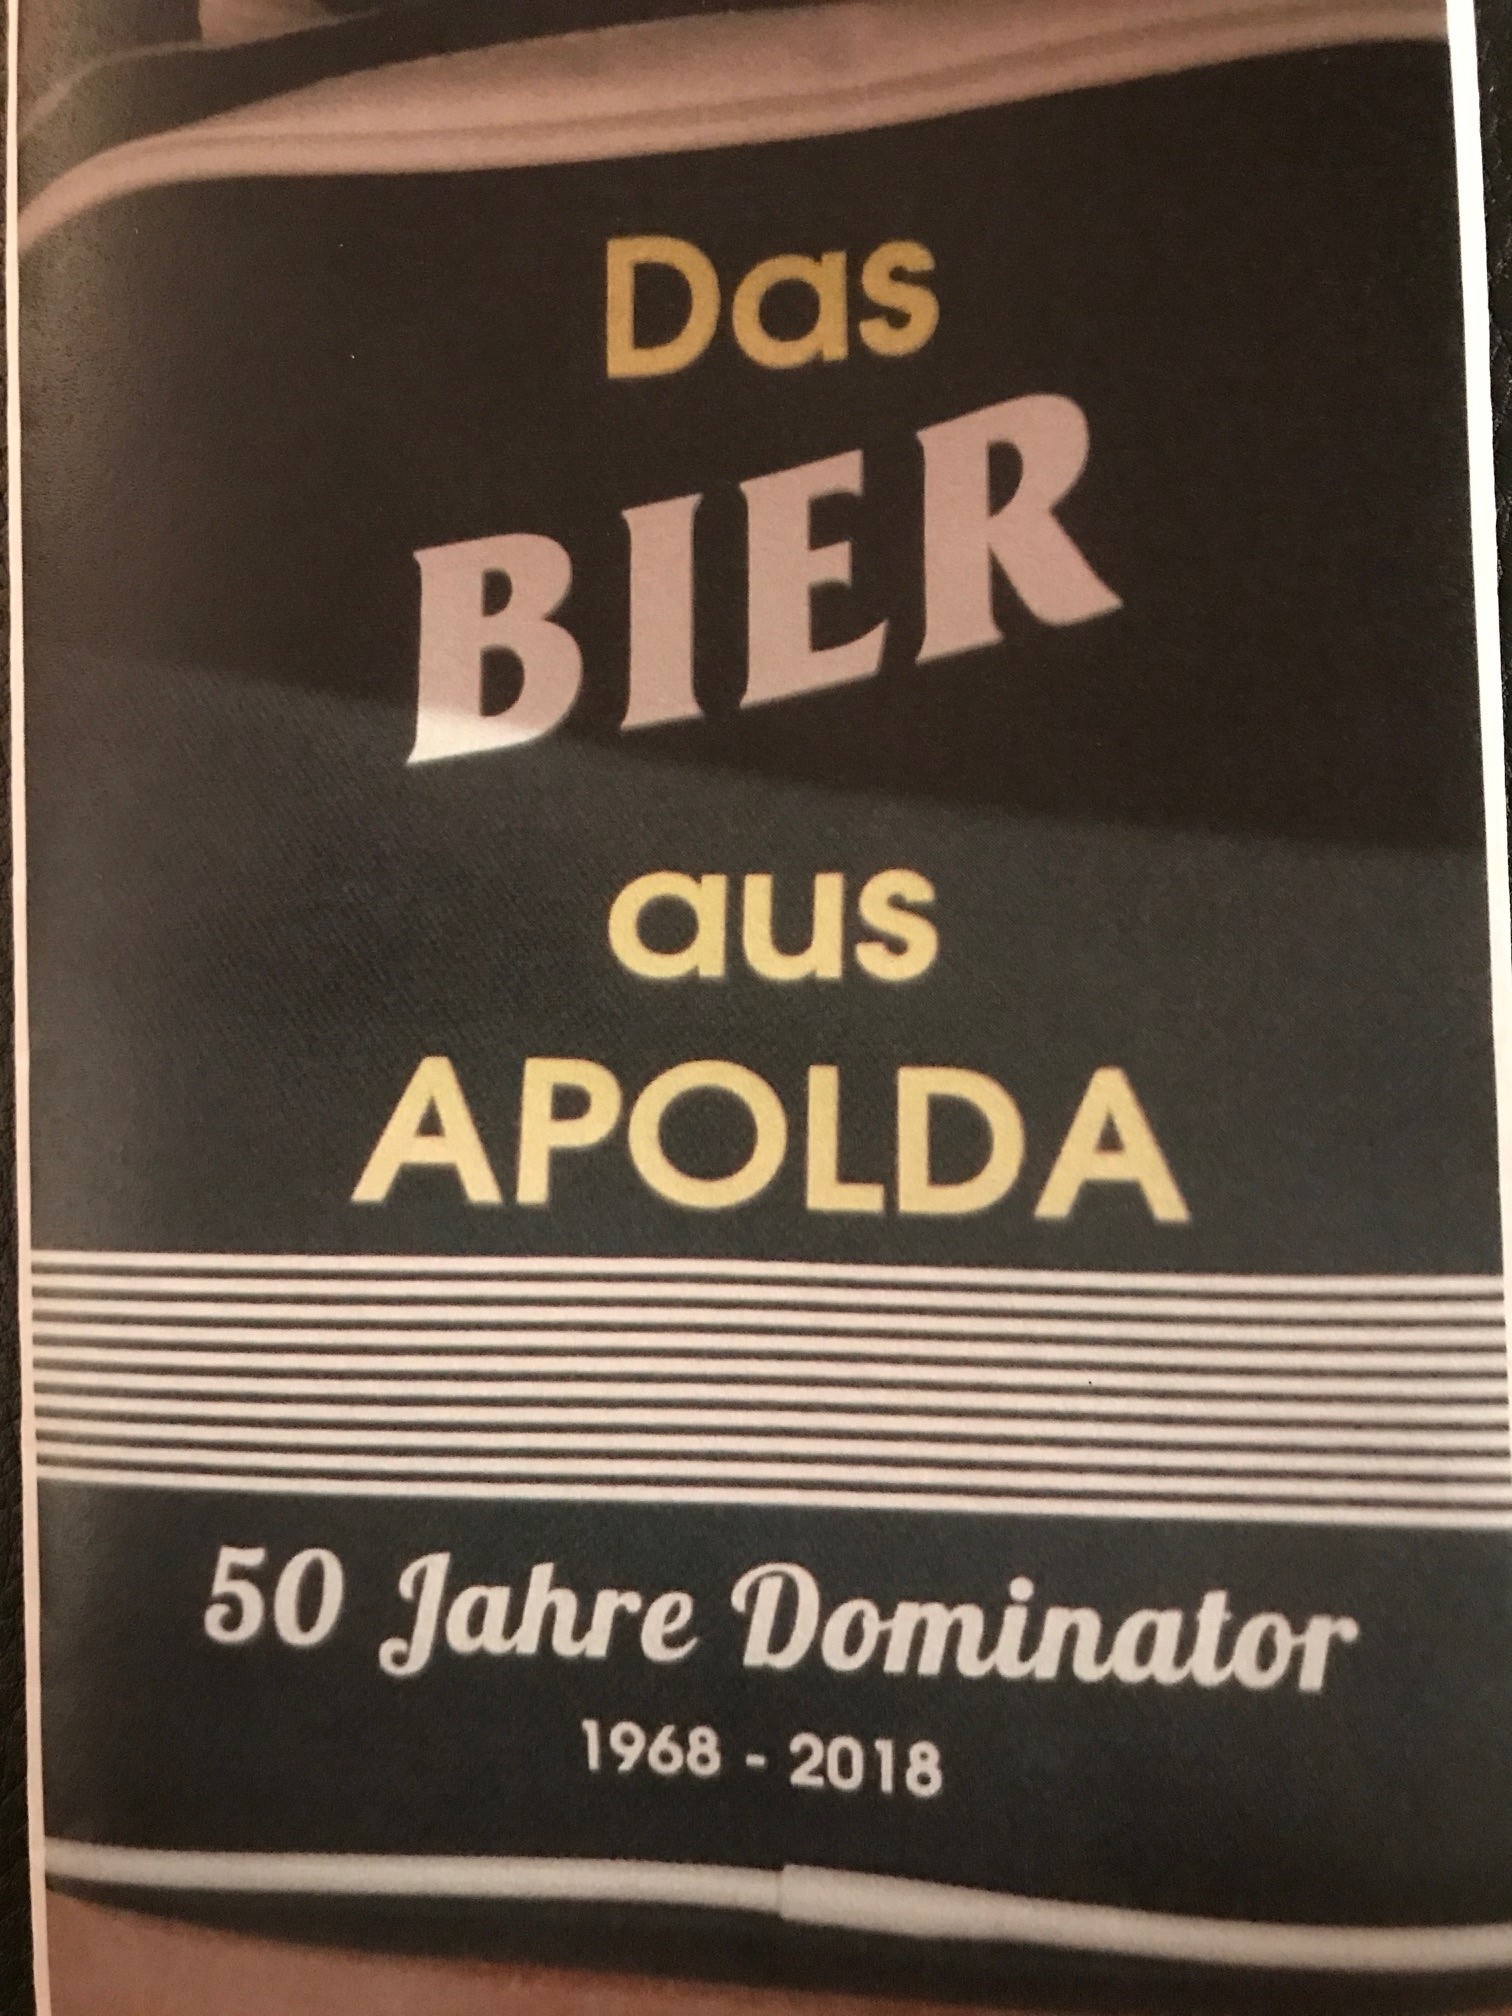 Das
BIER
aus
APOLDA
50 Jahre Dominator
1968 - 2018